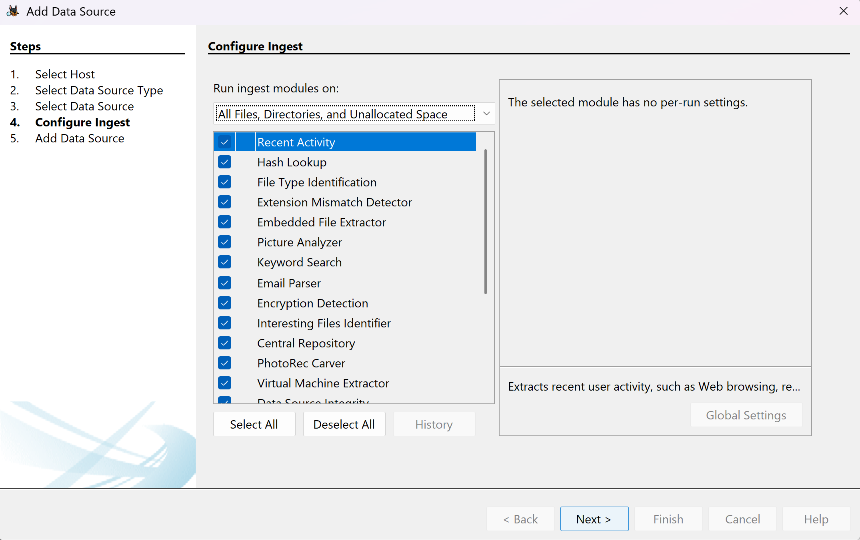 Add Data Source
Steps
1. Select Host
2. Select Data Source Type
3. Select Data Source
4. Configure Ingest
5. Add Data Source
Configure Ingest
Run ingest modules on:
All Files, Directories, and Unallocated Space
Recent Activity
Hash Lookup
File Type Identification
Extension Mismatch Detector
Embedded File Extractor
Picture Analyzer
Keyword Search
Email Parser
Encryption Detection
Interesting Files Identifier
Central Repository
PhotoRec Carver
Virtual Machine Extractor
Data Source Integrity
Select All
Deselect All
History
The selected module has no per-run settings.
Extracts recent user activity, such as Web browsing, re...
Global Settings
< Back
Next >
Finish
Cancel
Help